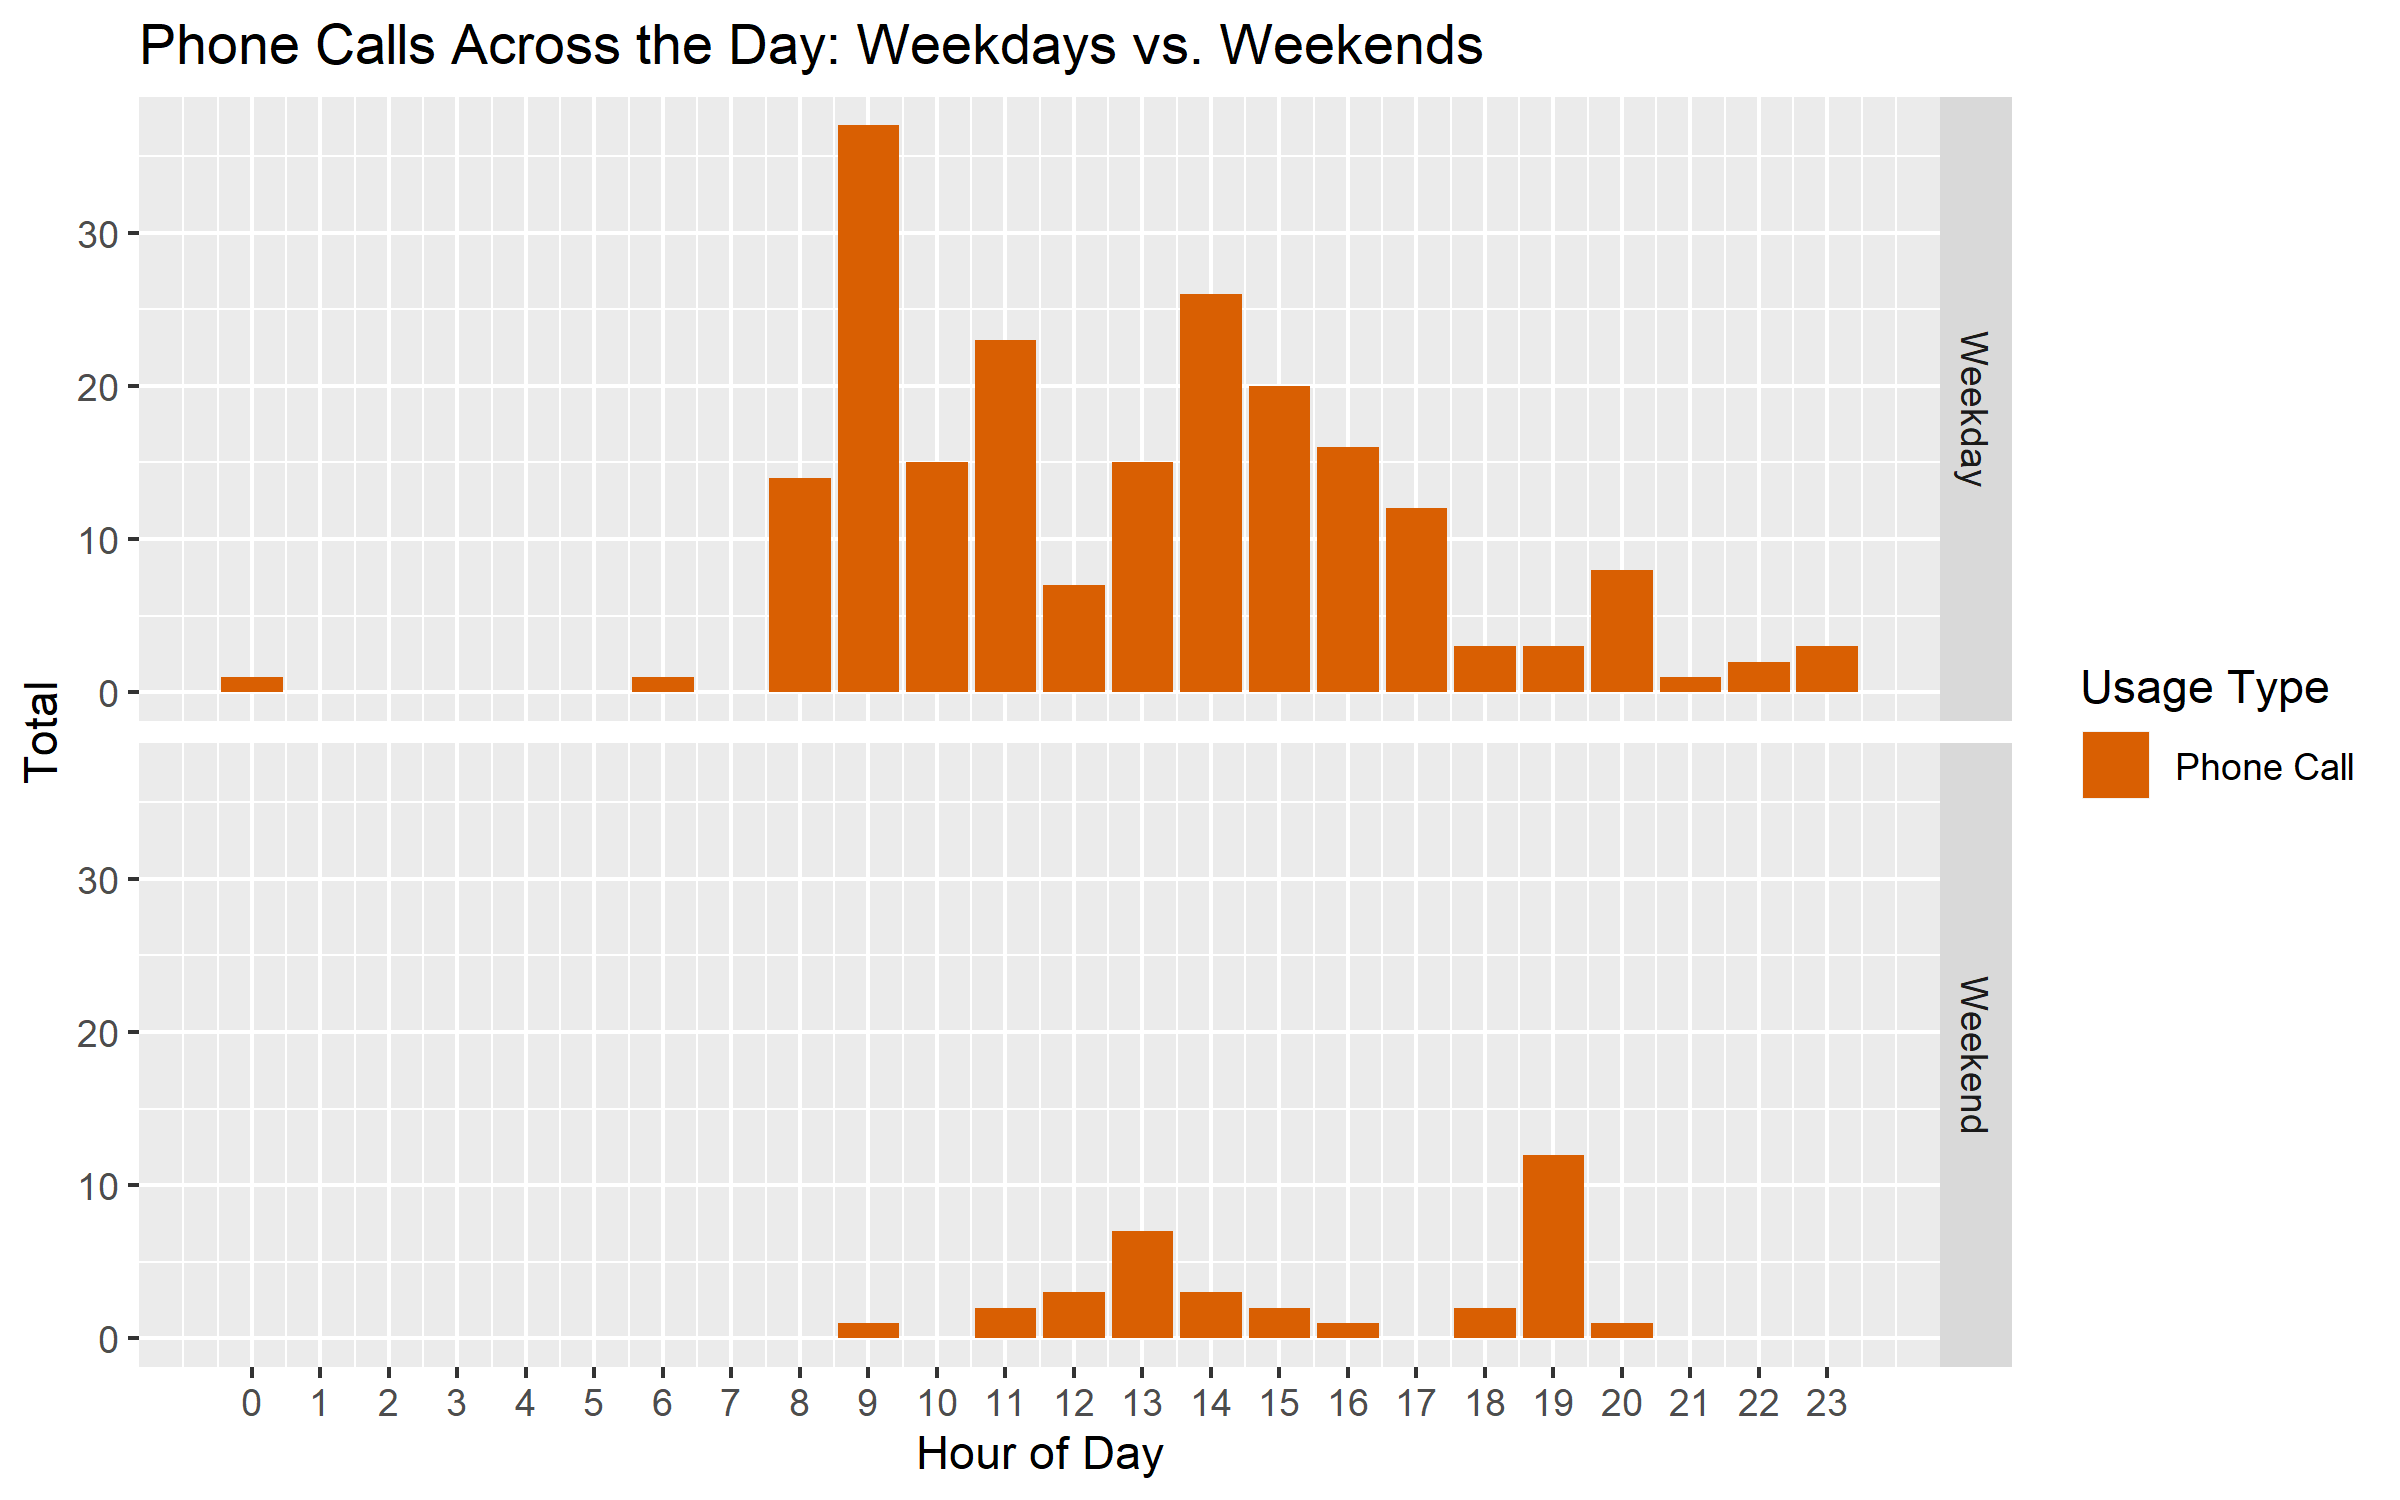 Phone Calls Across the Day: Weekdays vs. Weekends
Total
30
20
10
0
Weekday
30
20
10
0
Weekend
0 1 2 3 4 5 6 7 8 9 10 11 12 13 14 15 16 17 18 19 20 21 22 23
Hour of Day
Usage Type
Phone Call